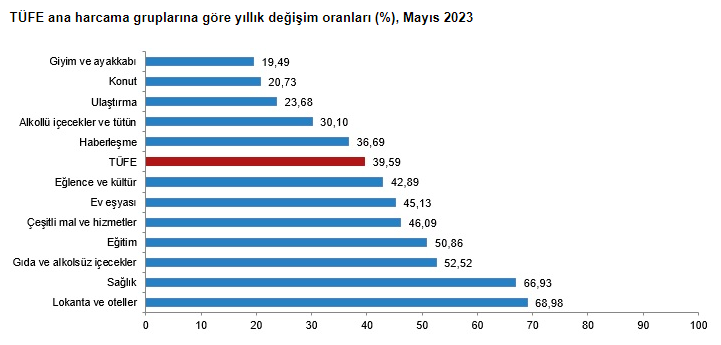 TÜFE ana harcama gruplarına göre yıllık değişim oranları (%), Mayıs 2023
Giyim ve ayakkabı 19,49
Konut 20,73
Ulaştırma 23,68
Alkollü içecekler ve tütün 30,10
Haberleşme 36,69
TÜFE 39,59
Eğlence ve kültür 42,89
Ev eşyası 45,13
Çeşitli mal ve hizmetler 46,09
Eğitim 50,86
Gıda ve alkolsüz içecekler 52,52
Sağlık 66,93
Lokanta ve oteller 68,98
0 10 20 30 40 50 60 70 80 90 100